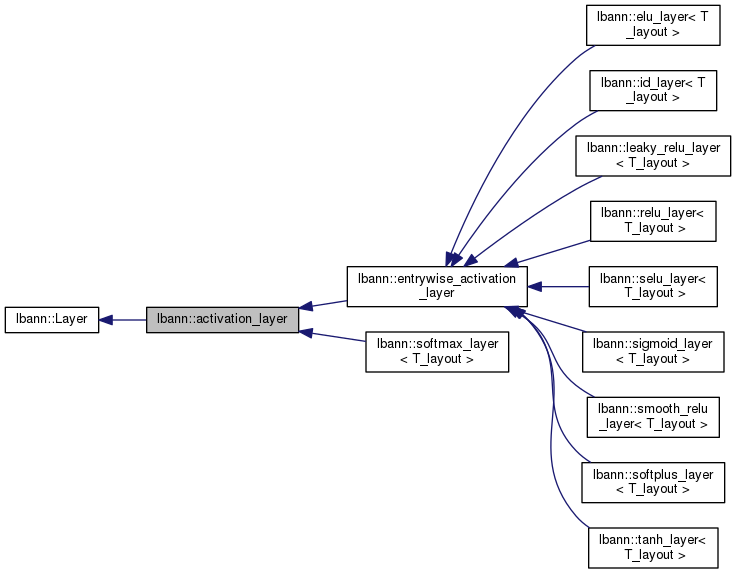 lbann::elu_layer< T
_layout >
lbann::id_layer< T
_layout >
lbann::leaky_relu_layer
< T_layout >
lbann::relu_layer<
T_layout >
lbann::entrywise_activation
_layer
lbann::selu_layer<
T_layout >
lbann::Layer
lbann::activation_layer
lbann::softmax_layer
< T_layout >
lbann::sigmoid_layer
< T_layout >
lbann::smooth_relu
_layer< T_layout >
lbann::softplus_layer
< T_layout >
lbann::tanh_layer<
T_layout >